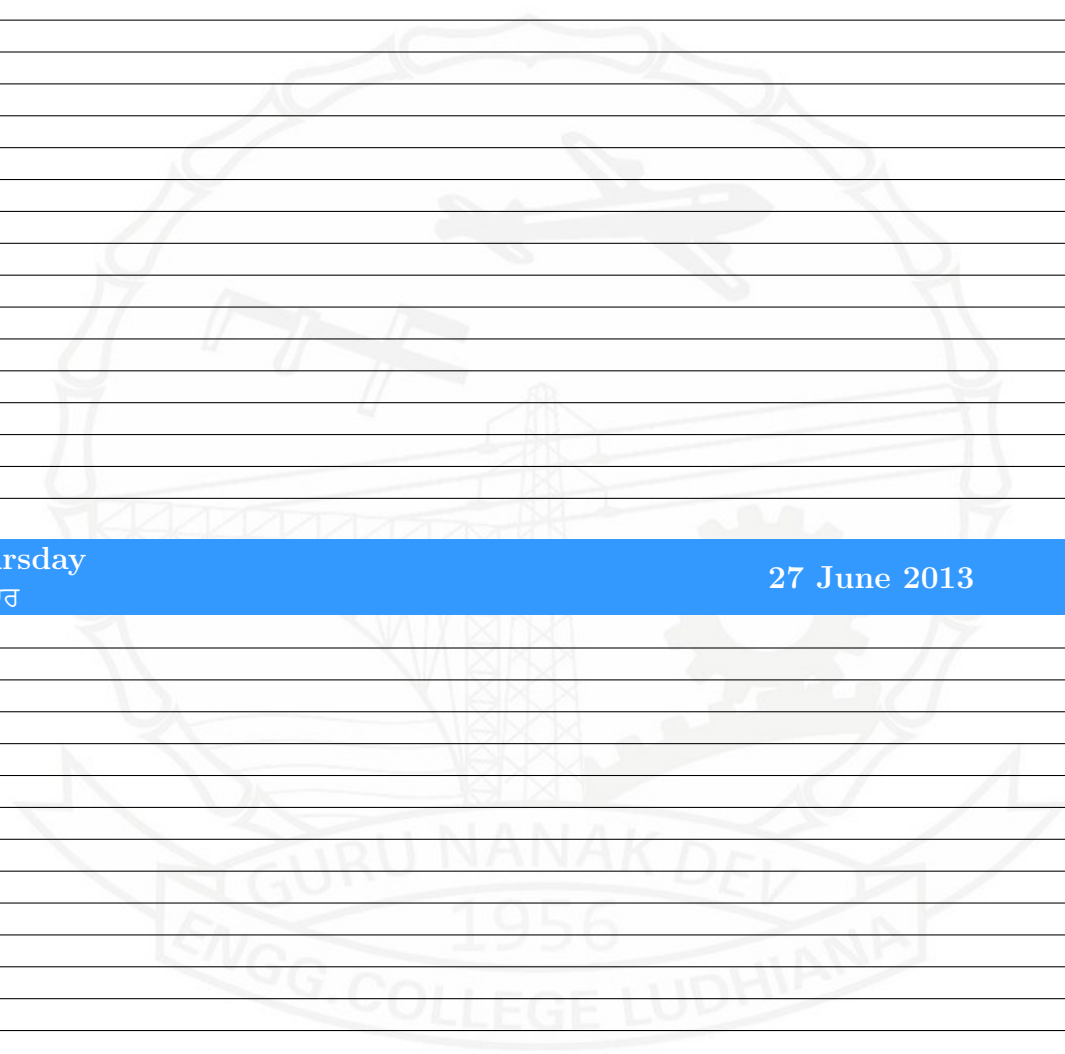 rsday
ਾਰ
27 June 2013
GURU NANAK DEV
1956
ENGG. COLLEGE LUDHIANA